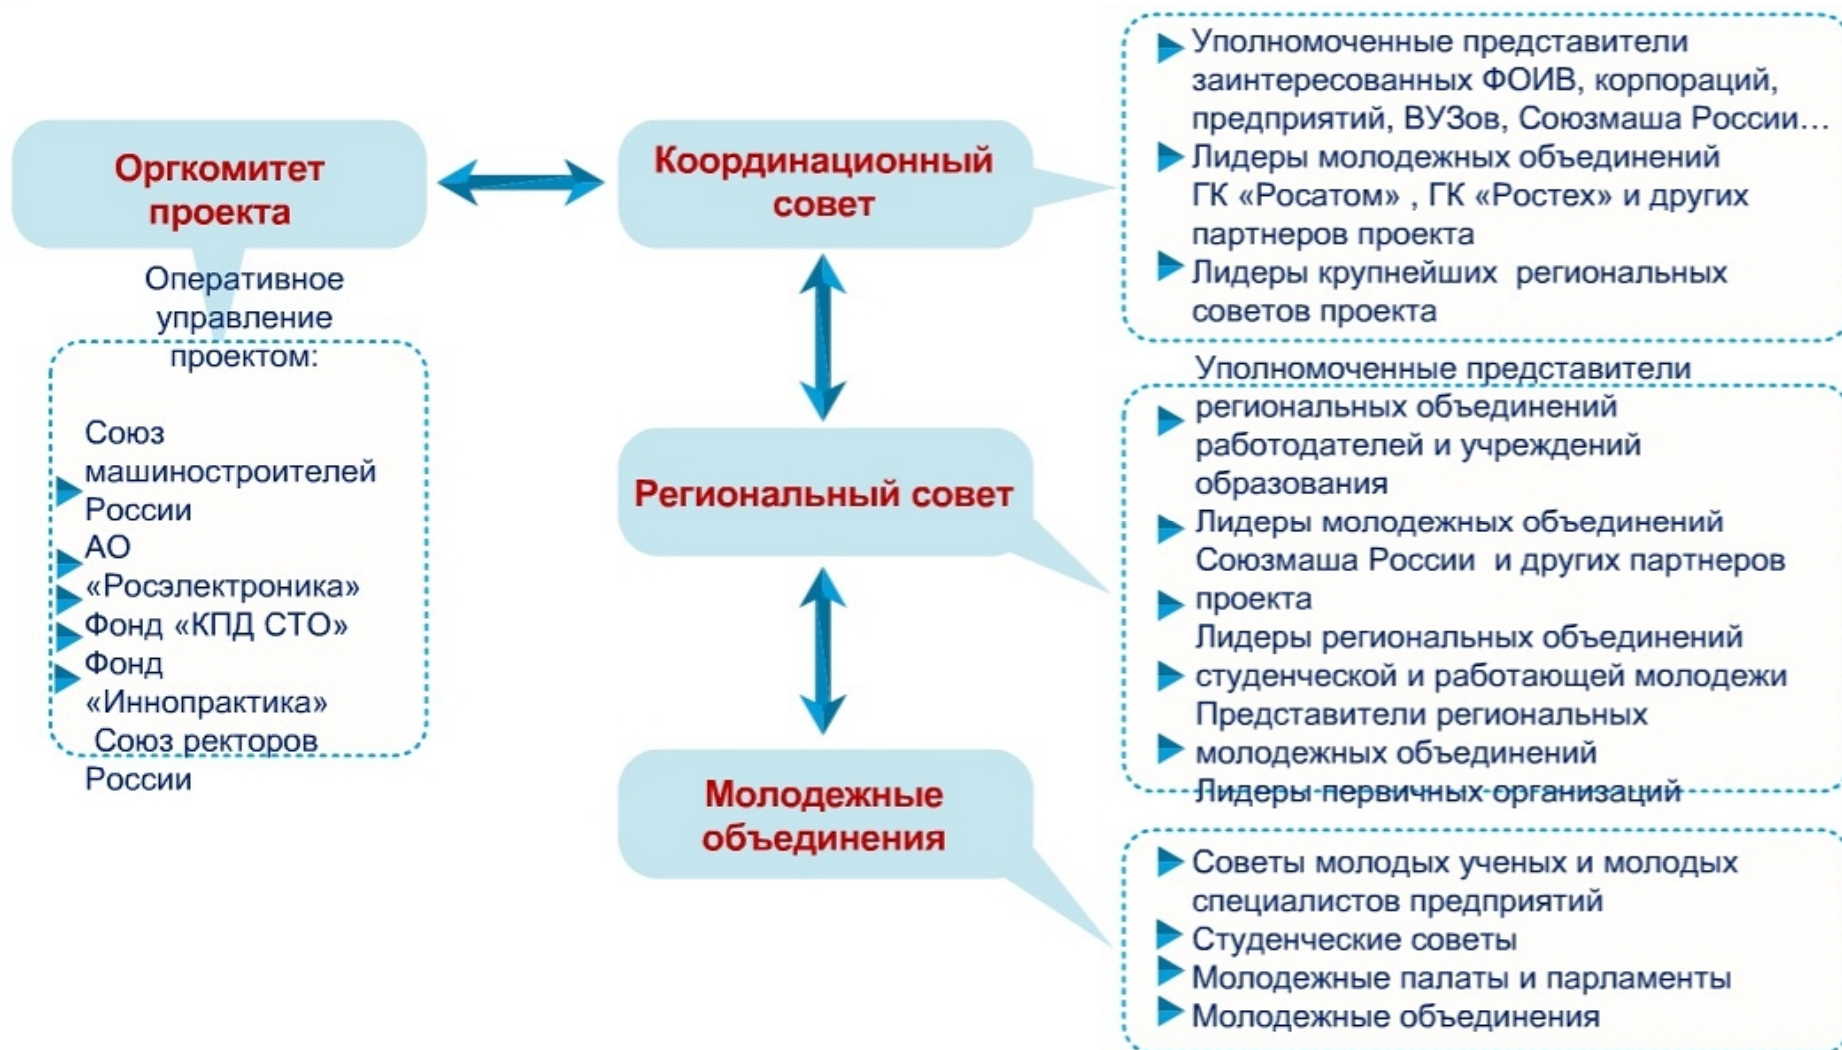 Оргкомитет
проекта
Оперативное
управление
проектом:
Союз
машиностроителей
России
АО
«Росэлектроника»
Фонд «КПД СТО»
Фонд
«Иннопрактика»
Союз ректоров
России
Координационный
совет
Уполномоченные представители
заинтересованных ФОИВ, корпораций,
предприятий, ВУЗов, Союзмаша России…
Лидеры молодежных объединений
ГК «Росатом» , ГК «Ростех» и других
партнеров проекта
Лидеры крупнейших региональных
советов проекта
Региональный совет
Уполномоченные представители
региональных объединений
работодателей и учреждений
образования
Лидеры молодежных объединений
Союзмаша России и других партнеров
проекта
Лидеры региональных объединений
студенческой и работающей молодежи
Представители региональных
молодежных объединений
Лидеры первичных организаций
Молодежные
объединения
Советы молодых ученых и молодых
специалистов предприятий
Студенческие советы
Молодежные палаты и парламенты
Молодежные объединения